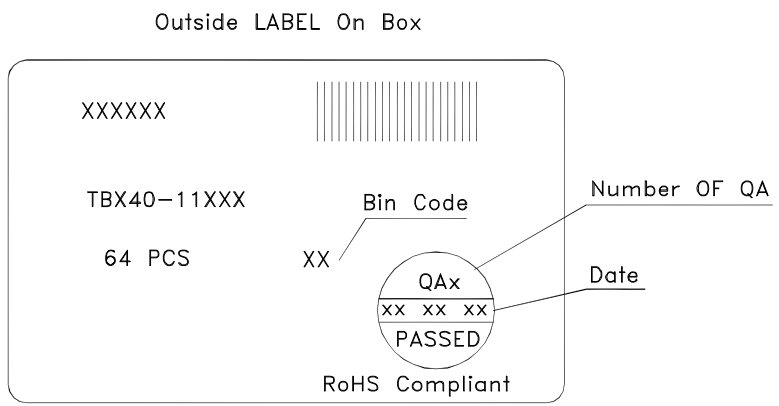 Outside LABEL On Box
XXXXXX
TBX40-11XXX
Bin Code
Number OF QA
64 PCS
XX
QAx
Date
xx xx xx
PASSED
RoHS Compliant